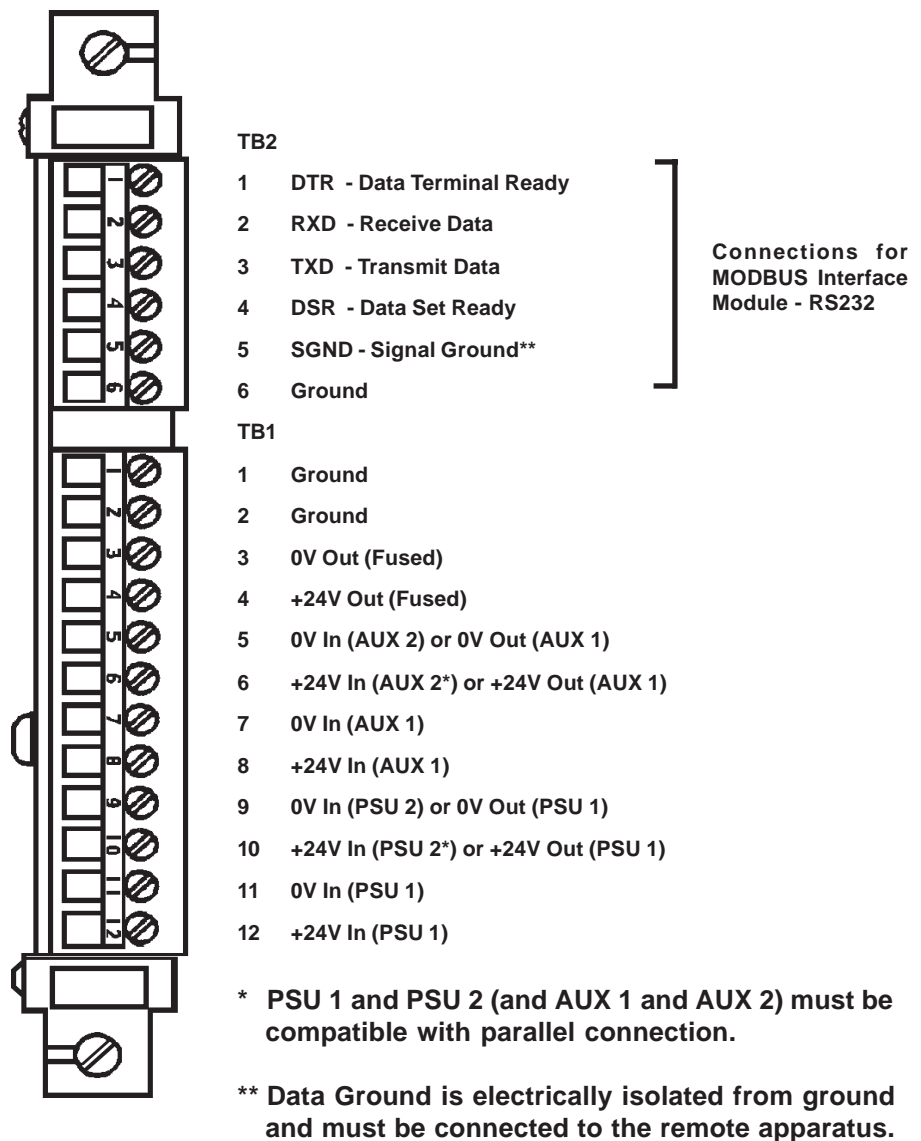 TB2
1 DTR - Data Terminal Ready
2 RXD - Receive Data
3 TXD - Transmit Data
4 DSR - Data Set Ready
5 SGND - Signal Ground**
6 Ground
Connections for
MODBUS Interface
Module - RS232
TB1
1 Ground
2 Ground
3 0V Out (Fused)
4 +24V Out (Fused)
5 0V In (AUX 2) or 0V Out (AUX 1)
6 +24V In (AUX 2*) or +24V Out (AUX 1)
7 0V In (AUX 1)
8 +24V In (AUX 1)
9 0V In (PSU 2) or 0V Out (PSU 1)
10 +24V In (PSU 2*) or +24V Out (PSU 1)
11 0V In (PSU 1)
12 +24V In (PSU 1)
* PSU 1 and PSU 2 (and AUX 1 and AUX 2) must be
compatible with parallel connection.
** Data Ground is electrically isolated from ground
and must be connected to the remote apparatus.
1
2
3
4
5
6
1
2
3
4
5
6
7
8
9
10
11
12